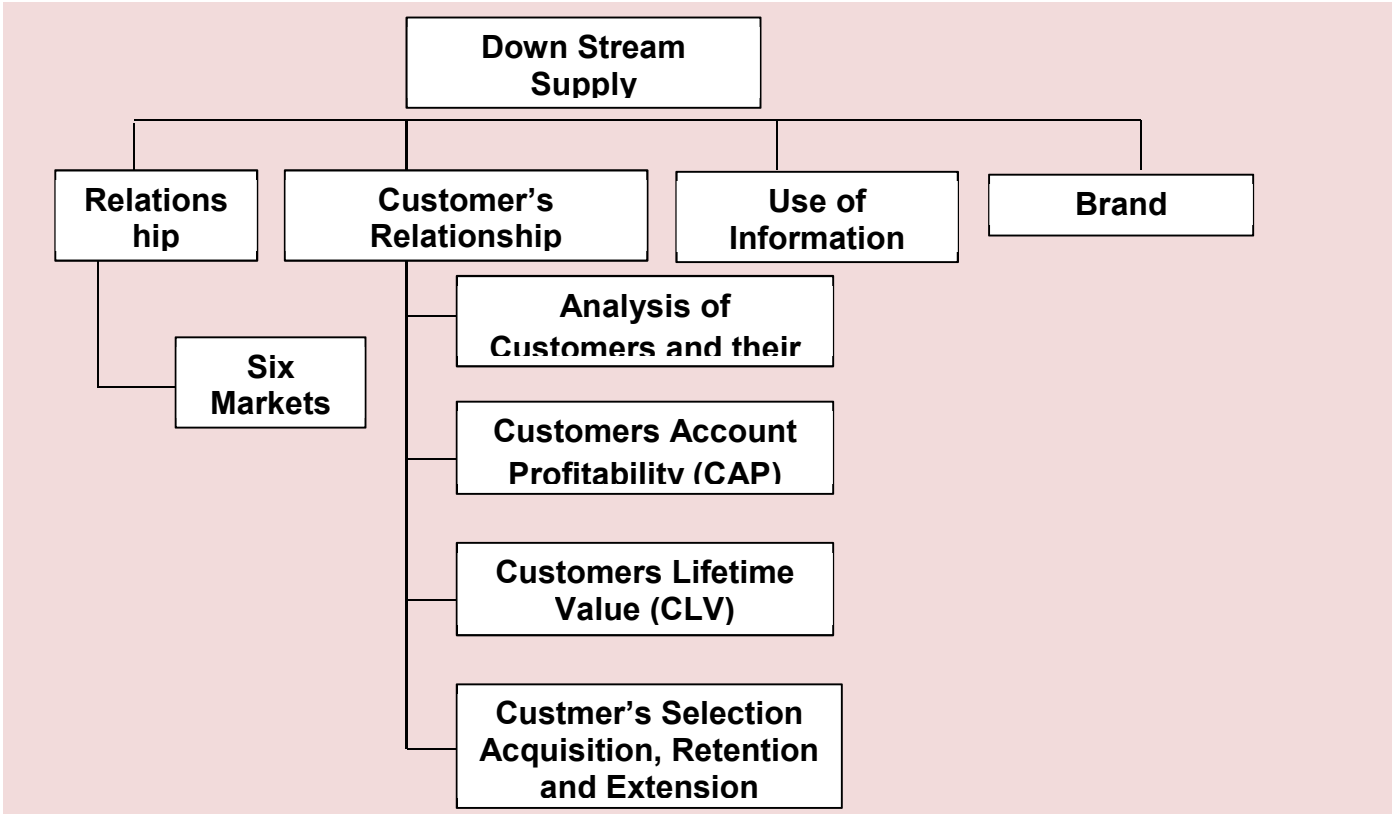 Down Stream
Supply
Relations
hip
Customer’s
Relationship
Use of
Information
Brand
Six
Markets
Analysis of
Customers and their
Customers Account
Profitability (CAP)
Customers Lifetime
Value (CLV)
Custmer’s Selection
Acquisition, Retention
and Extension